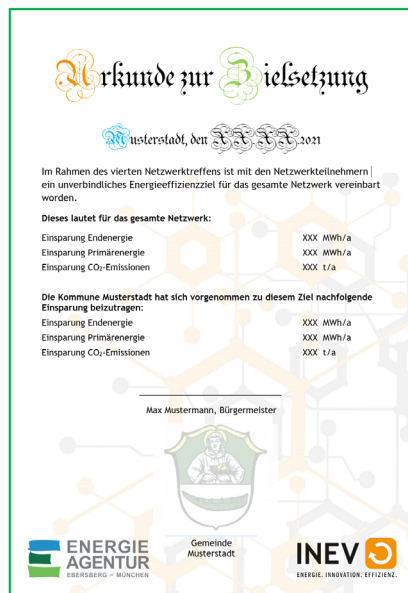 Urkunde zur Zielsetzung
Musterstadt, den XX.XX.2021
Im Rahmen des vierten Netzwerktreffens ist mit den Netzwerkteilnehmern
ein unverbindliches Energieeffizienzziel für das gesamte Netzwerk vereinbart
worden.
Dieses lautet für das gesamte Netzwerk:
Einsparung Endenergie XXX MWh/a
Einsparung Primärenergie XXX MWh/a
Einsparung CO₂-Emissionen XXX t/a
Die Kommune Musterstadt hat sich vorgenommen zu diesem Ziel nachfolgende
Einsparung beizutragen:
Einsparung Endenergie XXX MWh/a
Einsparung Primärenergie XXX MWh/a
Einsparung CO₂-Emissionen XXX t/a
Max Mustermann, Bürgermeister
Gemeinde
Musterstadt
ENERGIE
AGENTUR
EBERSBERG – MÜNCHEN
INEV
ENERGIE. INNOVATION. EFFIZIENZ.